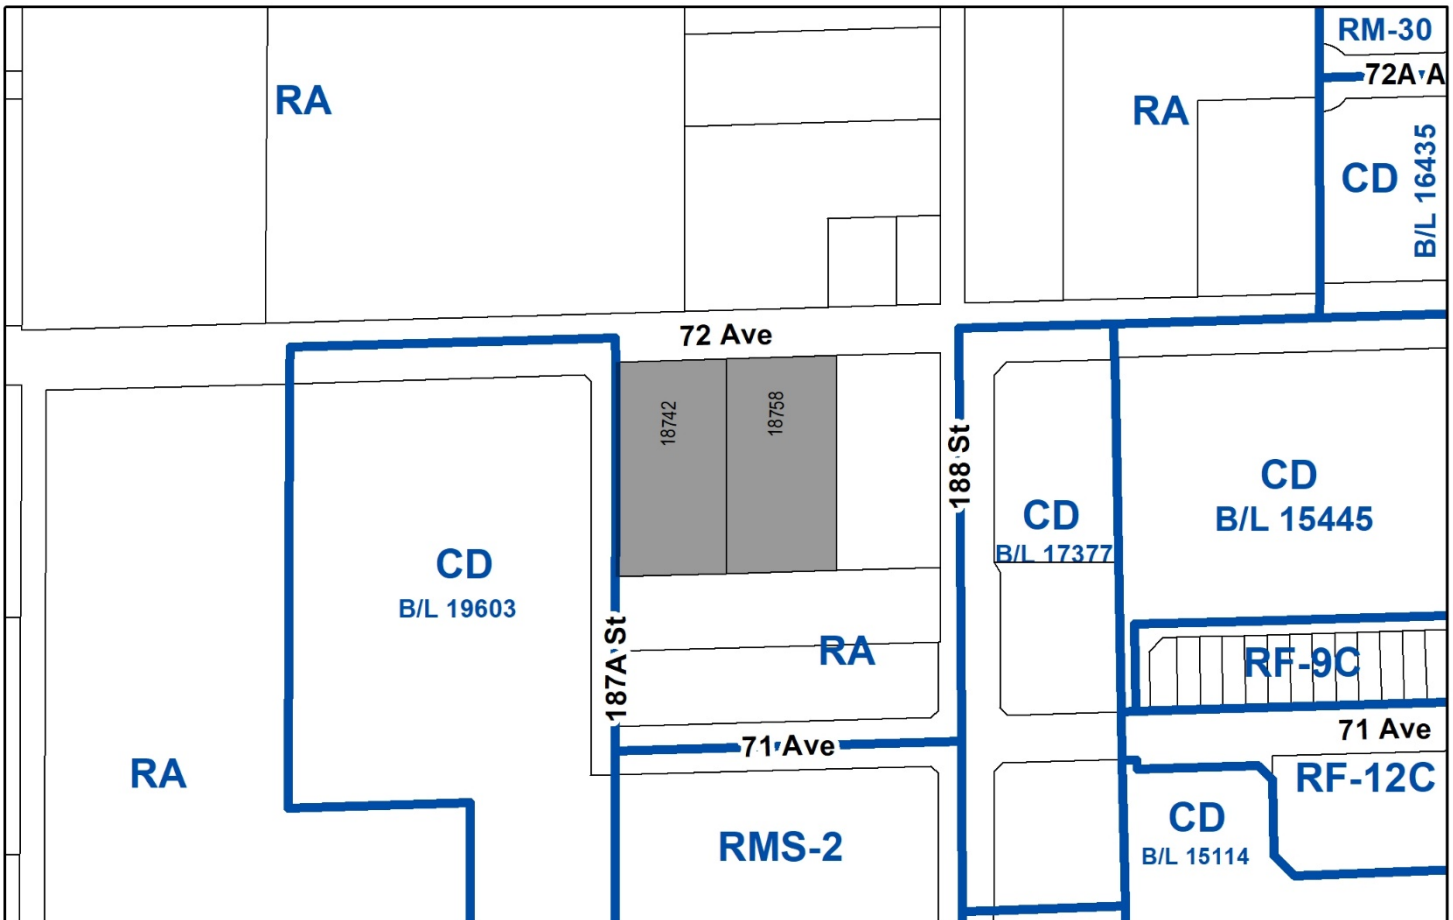 RM-30
72A A
RA
RA
CD
B/L 16435
72 Ave
18742
18758
188 St
CD
B/L 15445
CD
B/L 17377
CD
B/L 19603
187A St
RA
RF-9C
71 Ave
71 Ave
RA
RF-12C
CD
B/L 15114
RMS-2